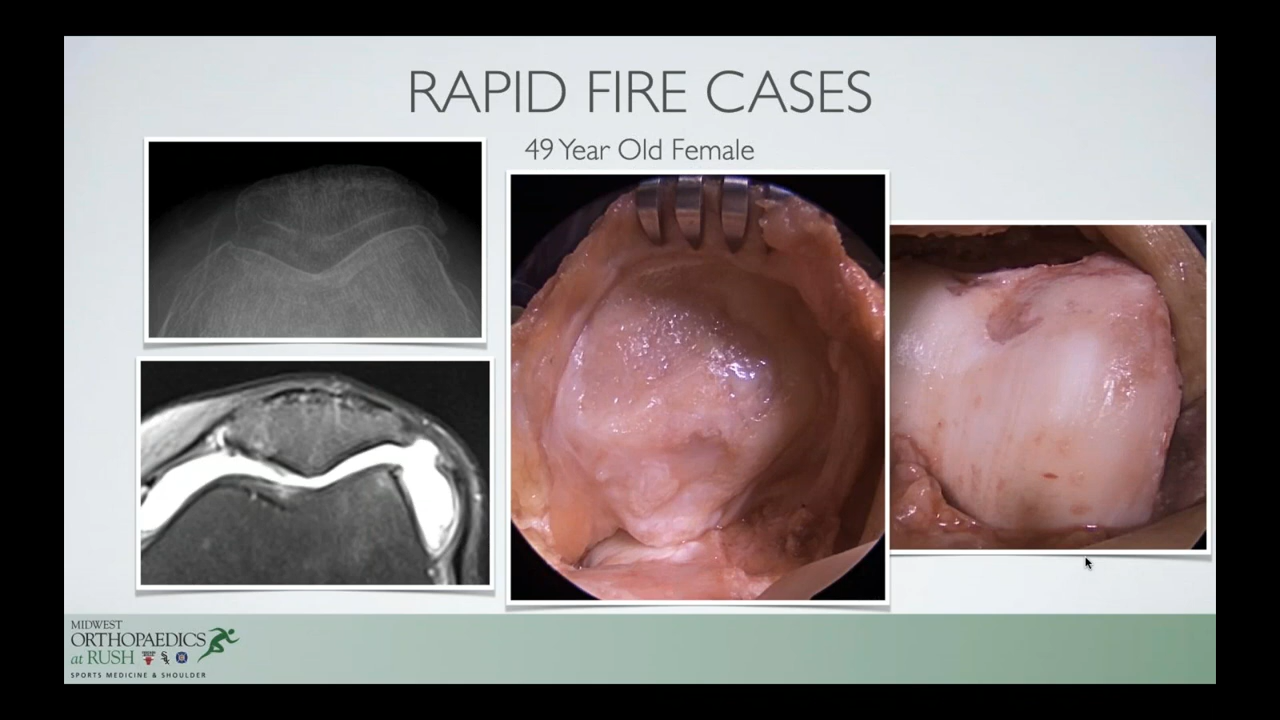 RAPID FIRE CASES
49 Year Old Female
MIDWEST
ORTHOPAEDICS
at RUSH
SPORTS MEDICINE & SHOULDER